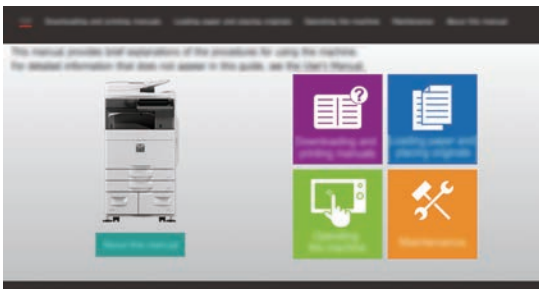 Downloading and printing manuals Loading paper and placing originals Operating the machine Maintenance About this manual
This manual provides brief explanations of the procedures for using the machine.
For detailed information that does not appear in this guide, see the User's Manual.
?
Downloading and
printing manuals
Loading paper and
placing originals
Operating
the machine
Maintenance
About this manual